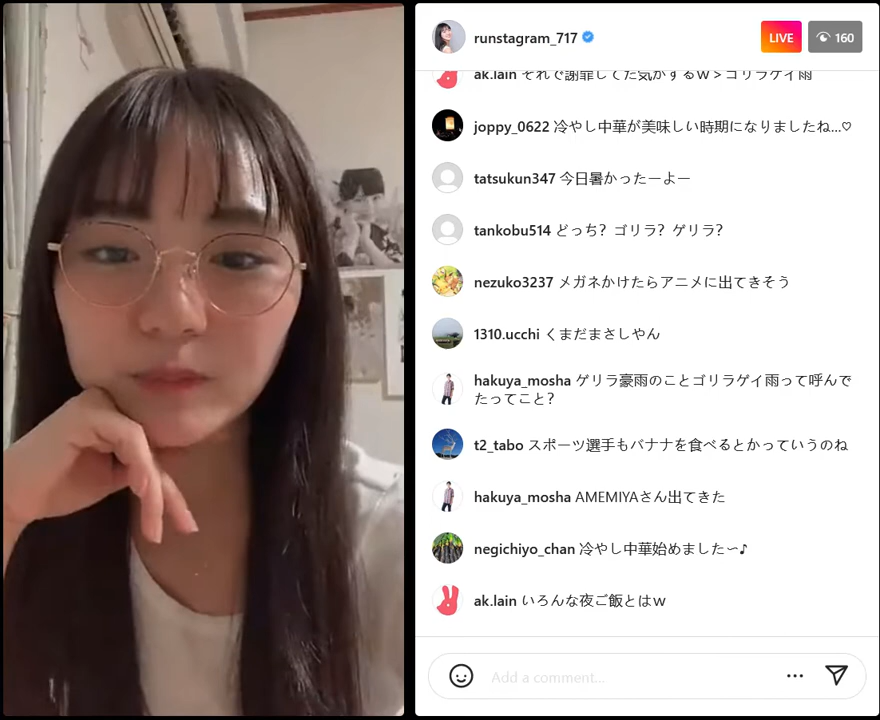 runstagram_717
LIVE
160
ak.lain それで謝罪してた気がするｗ＞ゴリラゲイ雨
joppy_0622 冷やし中華が美味しい時期になりましたね...♡
tatsukun347 今日暑かったーよー
tankobu514 どっち？ゴリラ？ゲリラ？
nezuko3237 メガネかけたらアニメに出てきそう
1310.ucchi くまだまさしやん
hakuya_mosha ゲリラ豪雨のことゴリラゲイ雨って呼んで
たってこと？
t2_tabo スポーツ選手もバナナを食べるとかっていうのね
hakuya_mosha AMEMIYAさん出てきた
negichiyo_chan 冷やし中華始めました〜♪
ak.lain いろんな夜ご飯とはｗ
Add a comment...